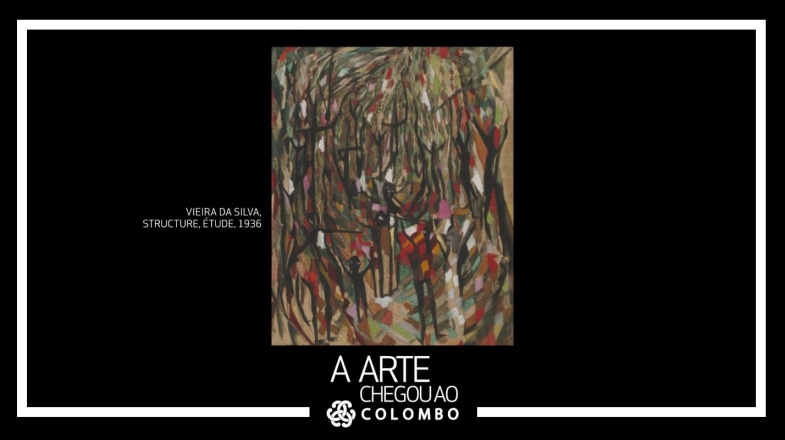 VIEIRA DA SILVA,
STRUCTURE, ÉTUDE, 1936
A ARTE
CHEGOU AO
COLOMBO